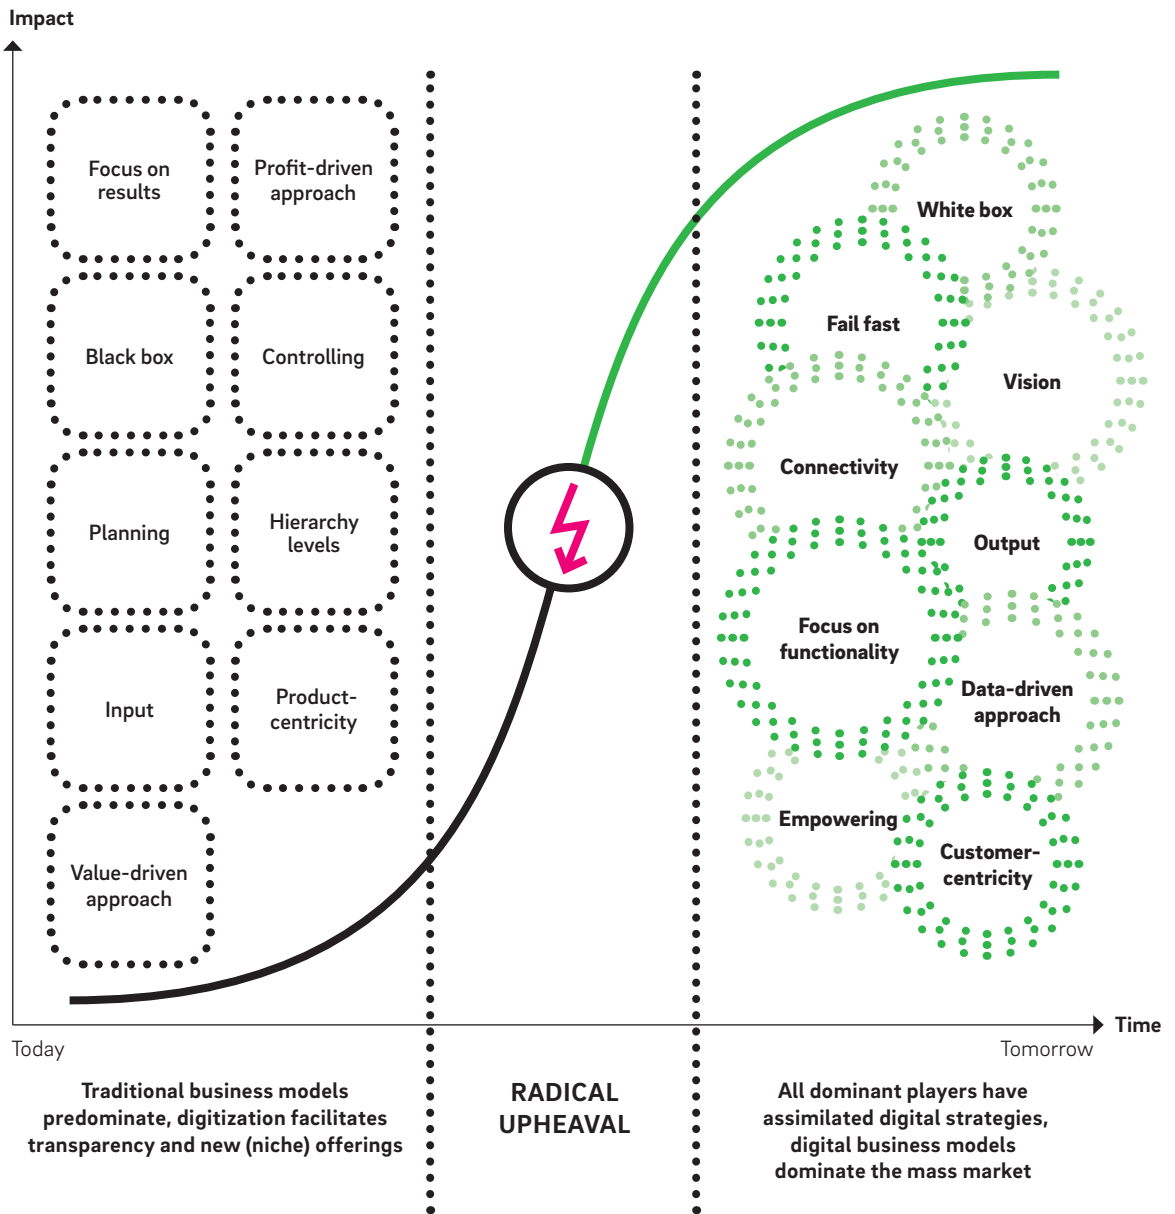 Impact
Focus on
results
Profit-driven
approach
Black box
Controlling
Planning
Hierarchy
levels
Input
Product-
centricity
Value-driven
approach
White box
Fail fast
Vision
Connectivity
Output
Focus on
functionality
Data-driven
approach
Empowering
Customer-
centricity
Time
Today
Tomorrow
Traditional business models
predominate, digitization facilitates
transparency and new (niche) offerings
RADICAL
UPHEAVAL
All dominant players have
assimilated digital strategies,
digital business models
dominate the mass market